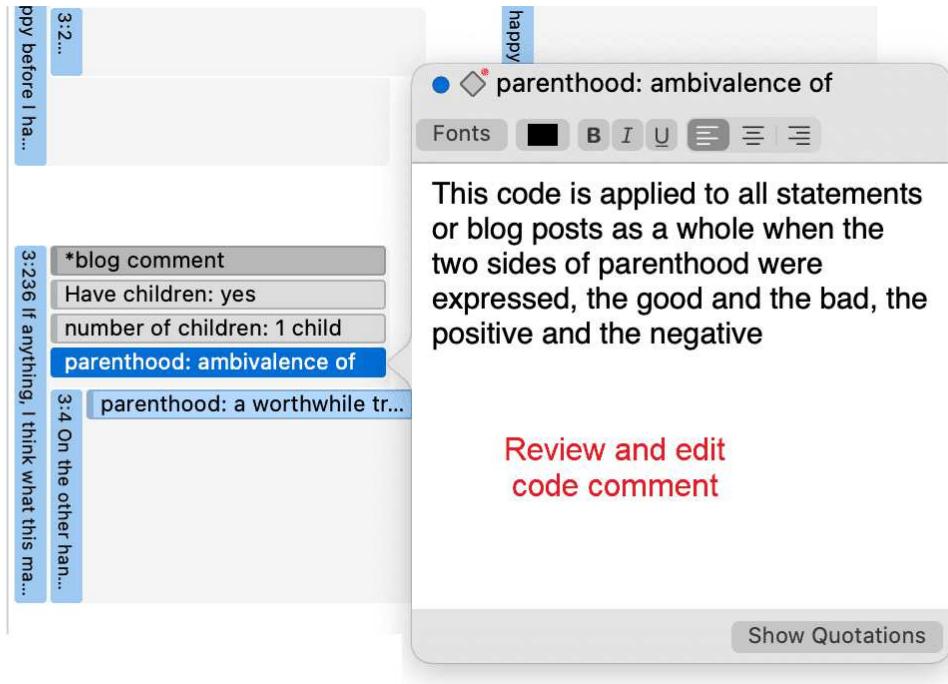 ppy before I ha...
3:2...
happy
*blog comment
Have children: yes
number of children: 1 child
parenthood: ambivalence of
3:236 If anything, I think what this ma...
3:4 On the other han...
parenthood: a worthwhile tr...
parenthood: ambivalence of
Fonts
B I U
This code is applied to all statements
or blog posts as a whole when the
two sides of parenthood were
expressed, the good and the bad, the
positive and the negative
Review and edit
code comment
Show Quotations